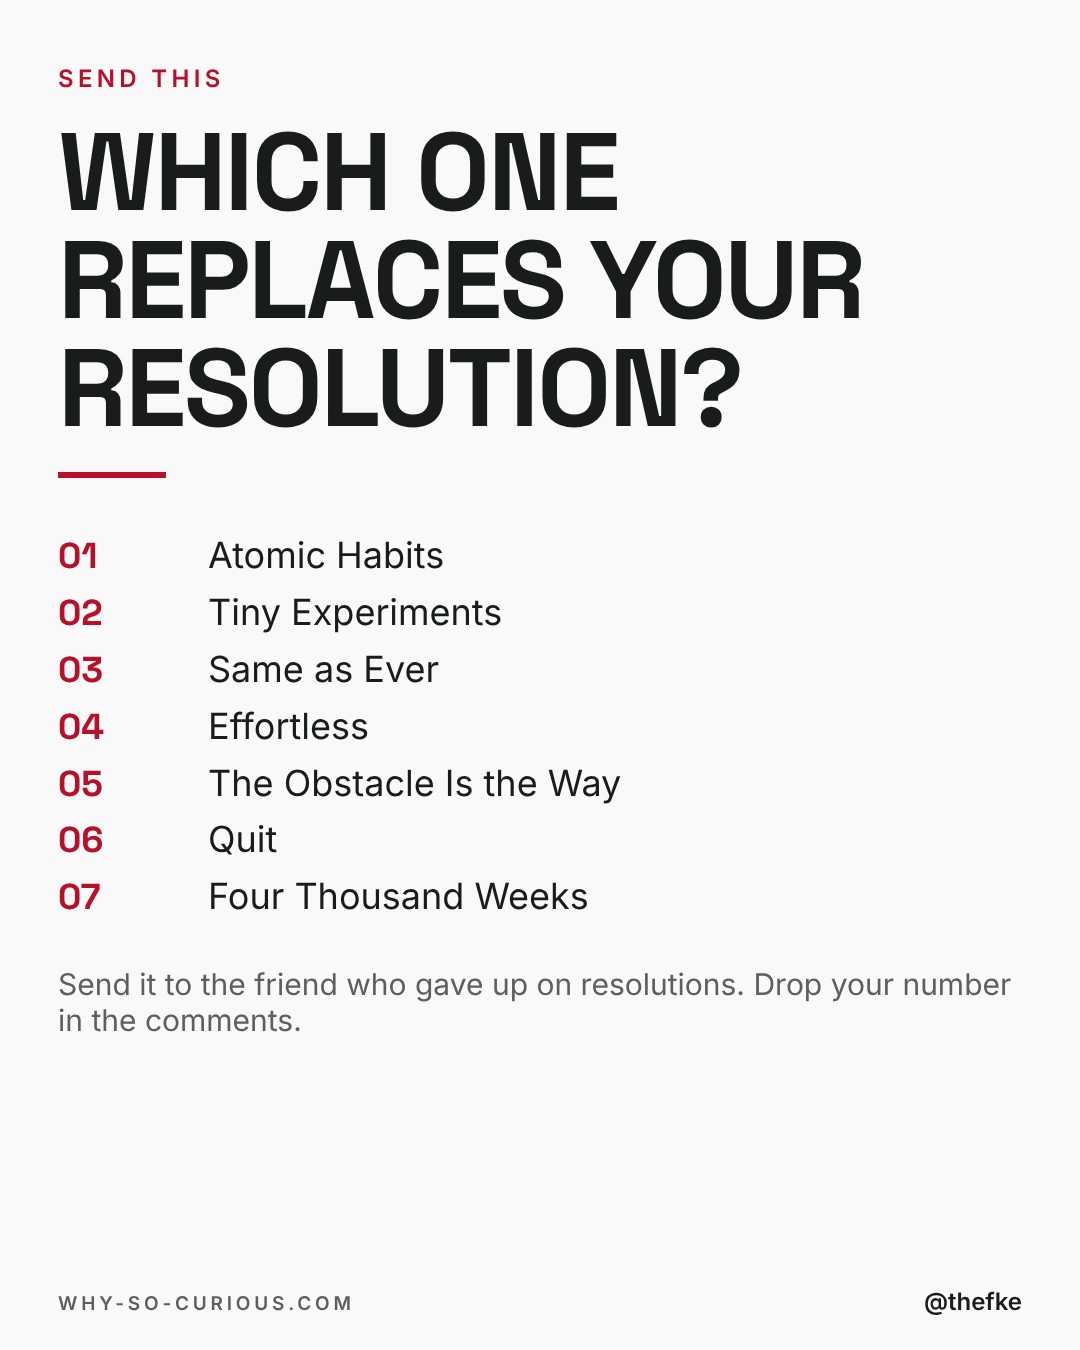 SEND THIS
WHICH ONE
REPLACES YOUR
RESOLUTION?
01 Atomic Habits
02 Tiny Experiments
03 Same as Ever
04 Effortless
05 The Obstacle Is the Way
06 Quit
07 Four Thousand Weeks
Send it to the friend who gave up on resolutions. Drop your number
in the comments.
WHY-SO-CURIOUS.COM @thefke